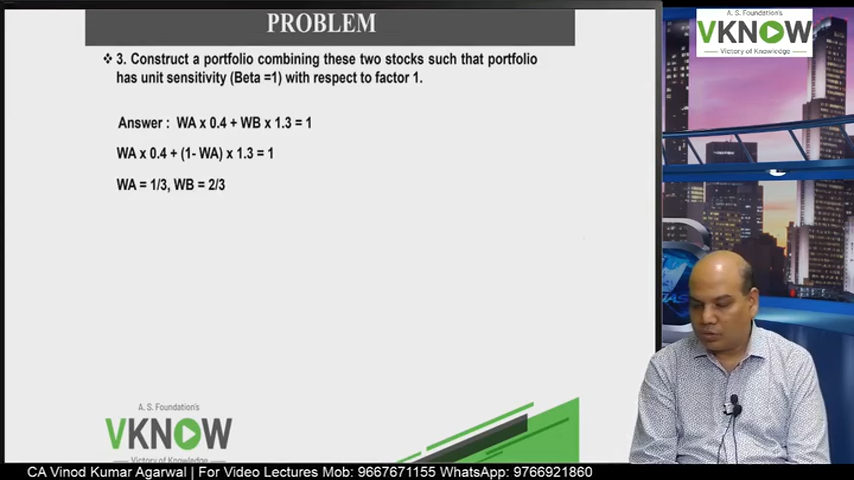 PROBLEM
A. S. Foundation's
VKNOW
Victory of Knowledge
❖ 3. Construct a portfolio combining these two stocks such that portfolio
has unit sensitivity (Beta =1) with respect to factor 1.
Answer : WA x 0.4 + WB x 1.3 = 1
WA x 0.4 + (1- WA) x 1.3 = 1
WA = 1/3, WB = 2/3
A. S. Foundation's
VKNOW
Victory of Knowledge
CA Vinod Kumar Agarwal | For Video Lectures Mob: 9667671155 WhatsApp: 9766921860